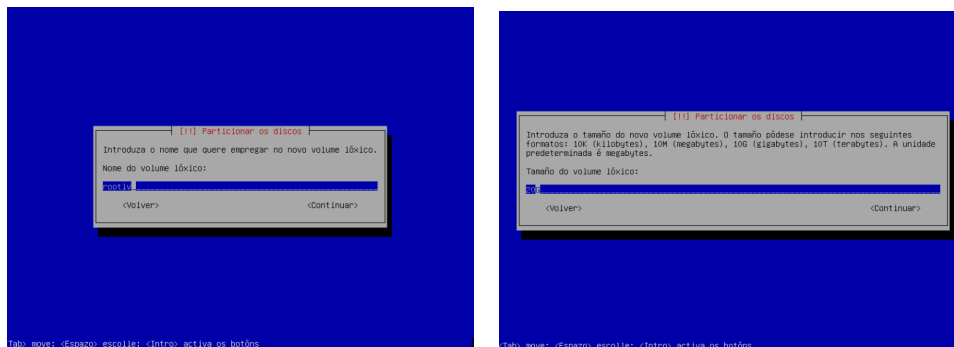 [!!] Particionar os discos
Introduza o nome que quere empregar no novo volume lóxico.
Nome do volume lóxico:
rootlv
<Volver> <Continuar>
Tab> move; <Espazo> escolle; <Intro> activa os botóns
[!!] Particionar os discos
Introduza o tamaño do novo volume lóxico. O tamaño pódese introducir nos seguintes
formatos: 10K (kilobytes), 10M (megabytes), 10G (gigabytes), 10T (terabytes). A unidade
predeterminada é megabytes.
Tamaño do volume lóxico:
20G
<Volver> <Continuar>
<Tab> move; <Espazo> escolle; <Intro> activa os botóns